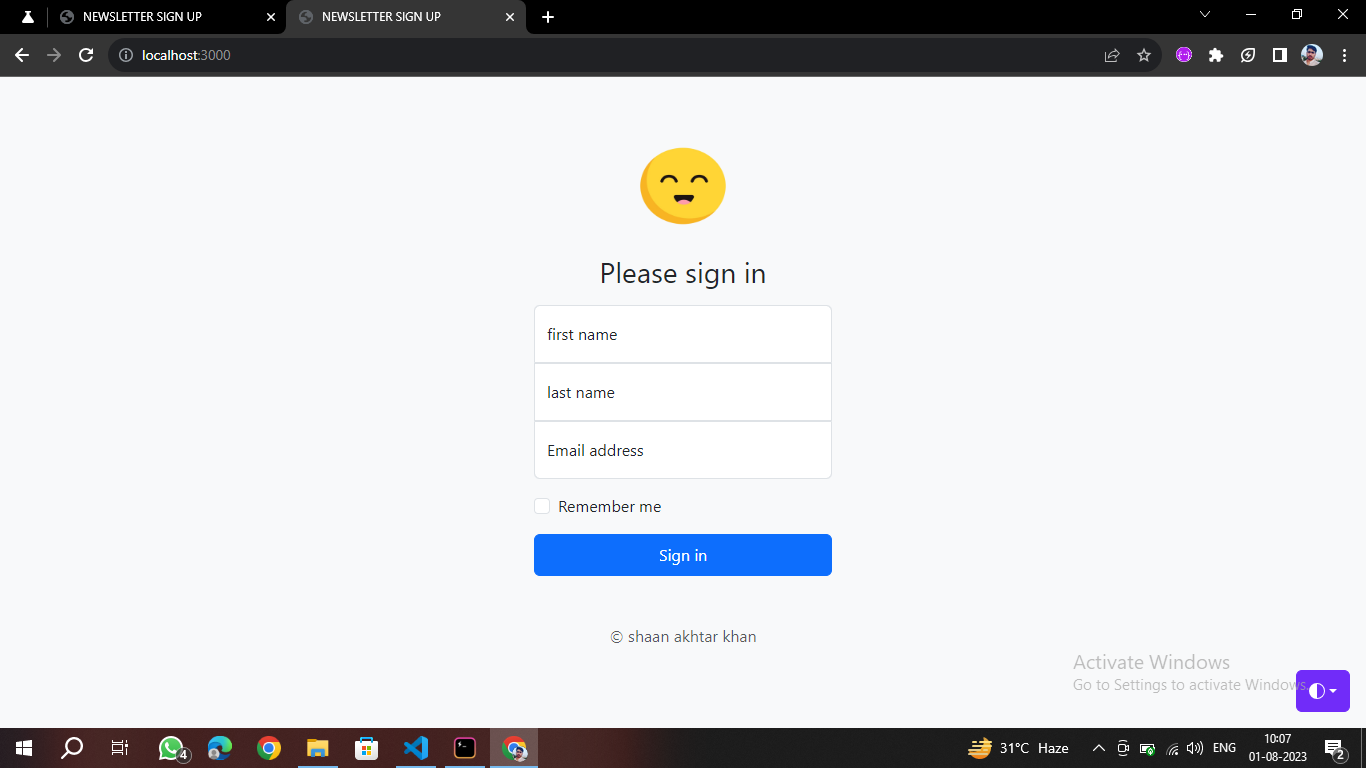 NEWSLETTER SIGN UP
NEWSLETTER SIGN UP
localhost:3000
Please sign in
first name
last name
Email address
Remember me
Sign in
© shaan akhtar khan
Activate Windows
Go to Settings to activate Windows.
4
31°C Haze
ENG
10:07
01-08-2023
2